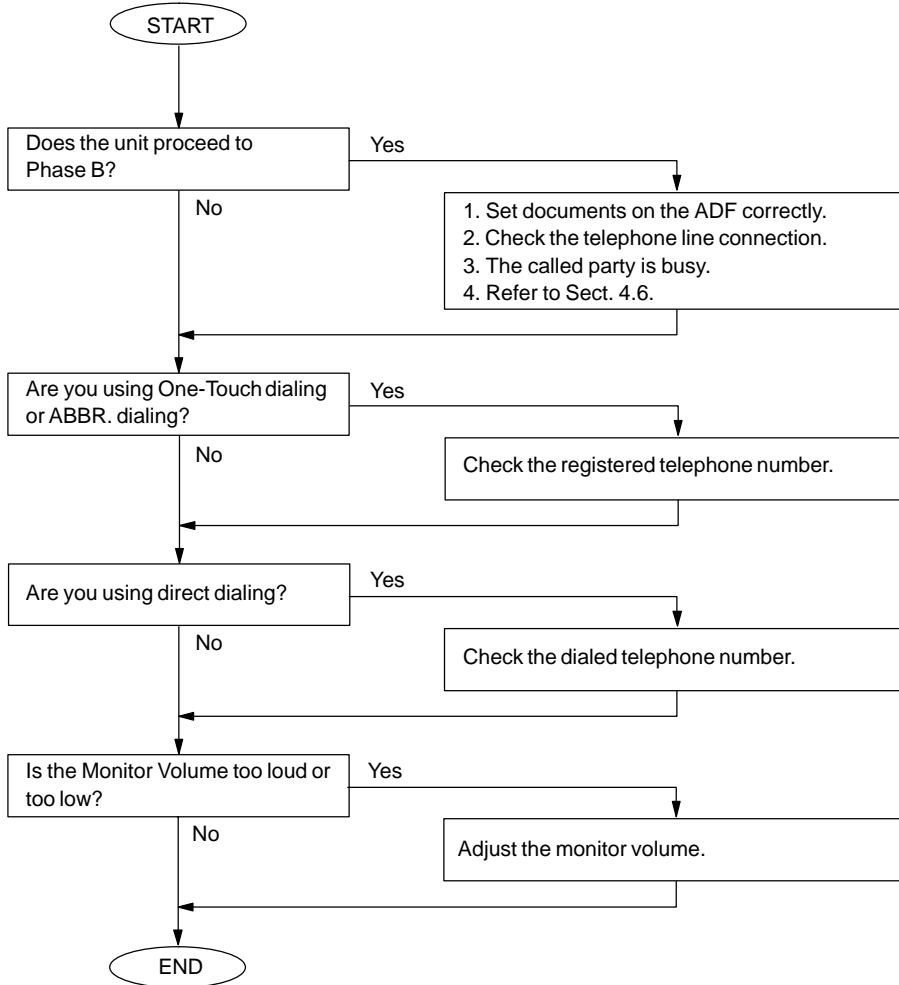 START
Does the unit proceed to
Phase B?
Yes
No
1. Set documents on the ADF correctly.
2. Check the telephone line connection.
3. The called party is busy.
4. Refer to Sect. 4.6.
Are you using One-Touch dialing
or ABBR. dialing?
Yes
No
Check the registered telephone number.
Are you using direct dialing?
Yes
No
Check the dialed telephone number.
Is the Monitor Volume too loud or
too low?
Yes
No
Adjust the monitor volume.
END